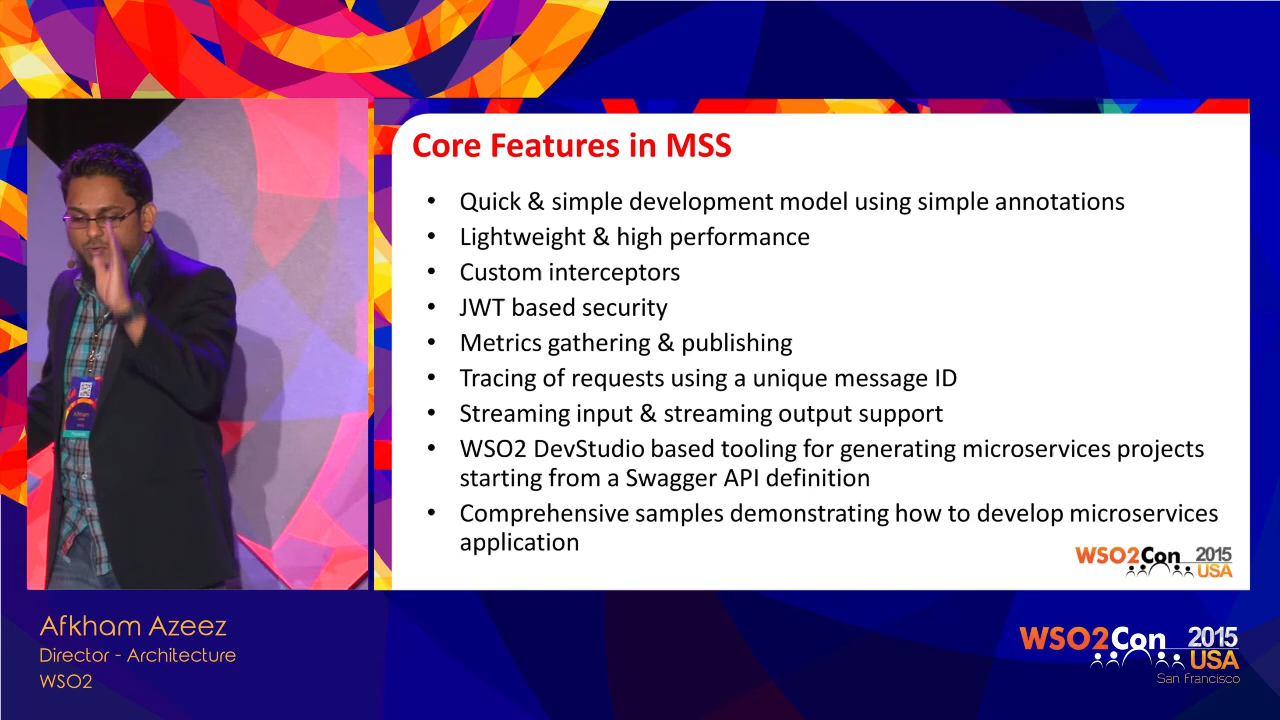 Core Features in MSS
• Quick & simple development model using simple annotations
• Lightweight & high performance
• Custom interceptors
• JWT based security
• Metrics gathering & publishing
• Tracing of requests using a unique message ID
• Streaming input & streaming output support
• WSO2 DevStudio based tooling for generating microservices projects
starting from a Swagger API definition
• Comprehensive samples demonstrating how to develop microservices
application
WSO2Con 2015
USA
Afkham Azeez
Director - Architecture
WSO2
WSO2Con 2015
USA
San Francisco